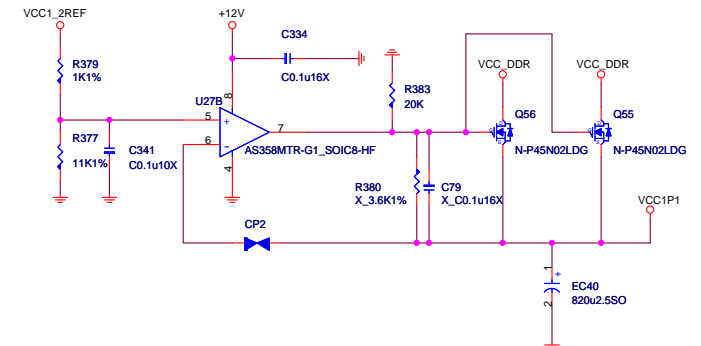 VCC1_2REF
+12V
C334
C0.1u16X
R379
1K1%
R383
20K
VCC_DDR
VCC_DDR
U27B
8
5
+
6
-
7
4
AS358MTR-G1_SOIC8-HF
Q56
N-P45N02LDG
Q55
N-P45N02LDG
R377
11K1%
C341
C0.1u10X
R380
X_3.6K1%
C79
X_C0.1u16X
VCC1P1
CP2
1
+
2
EC40
820u2.5SO